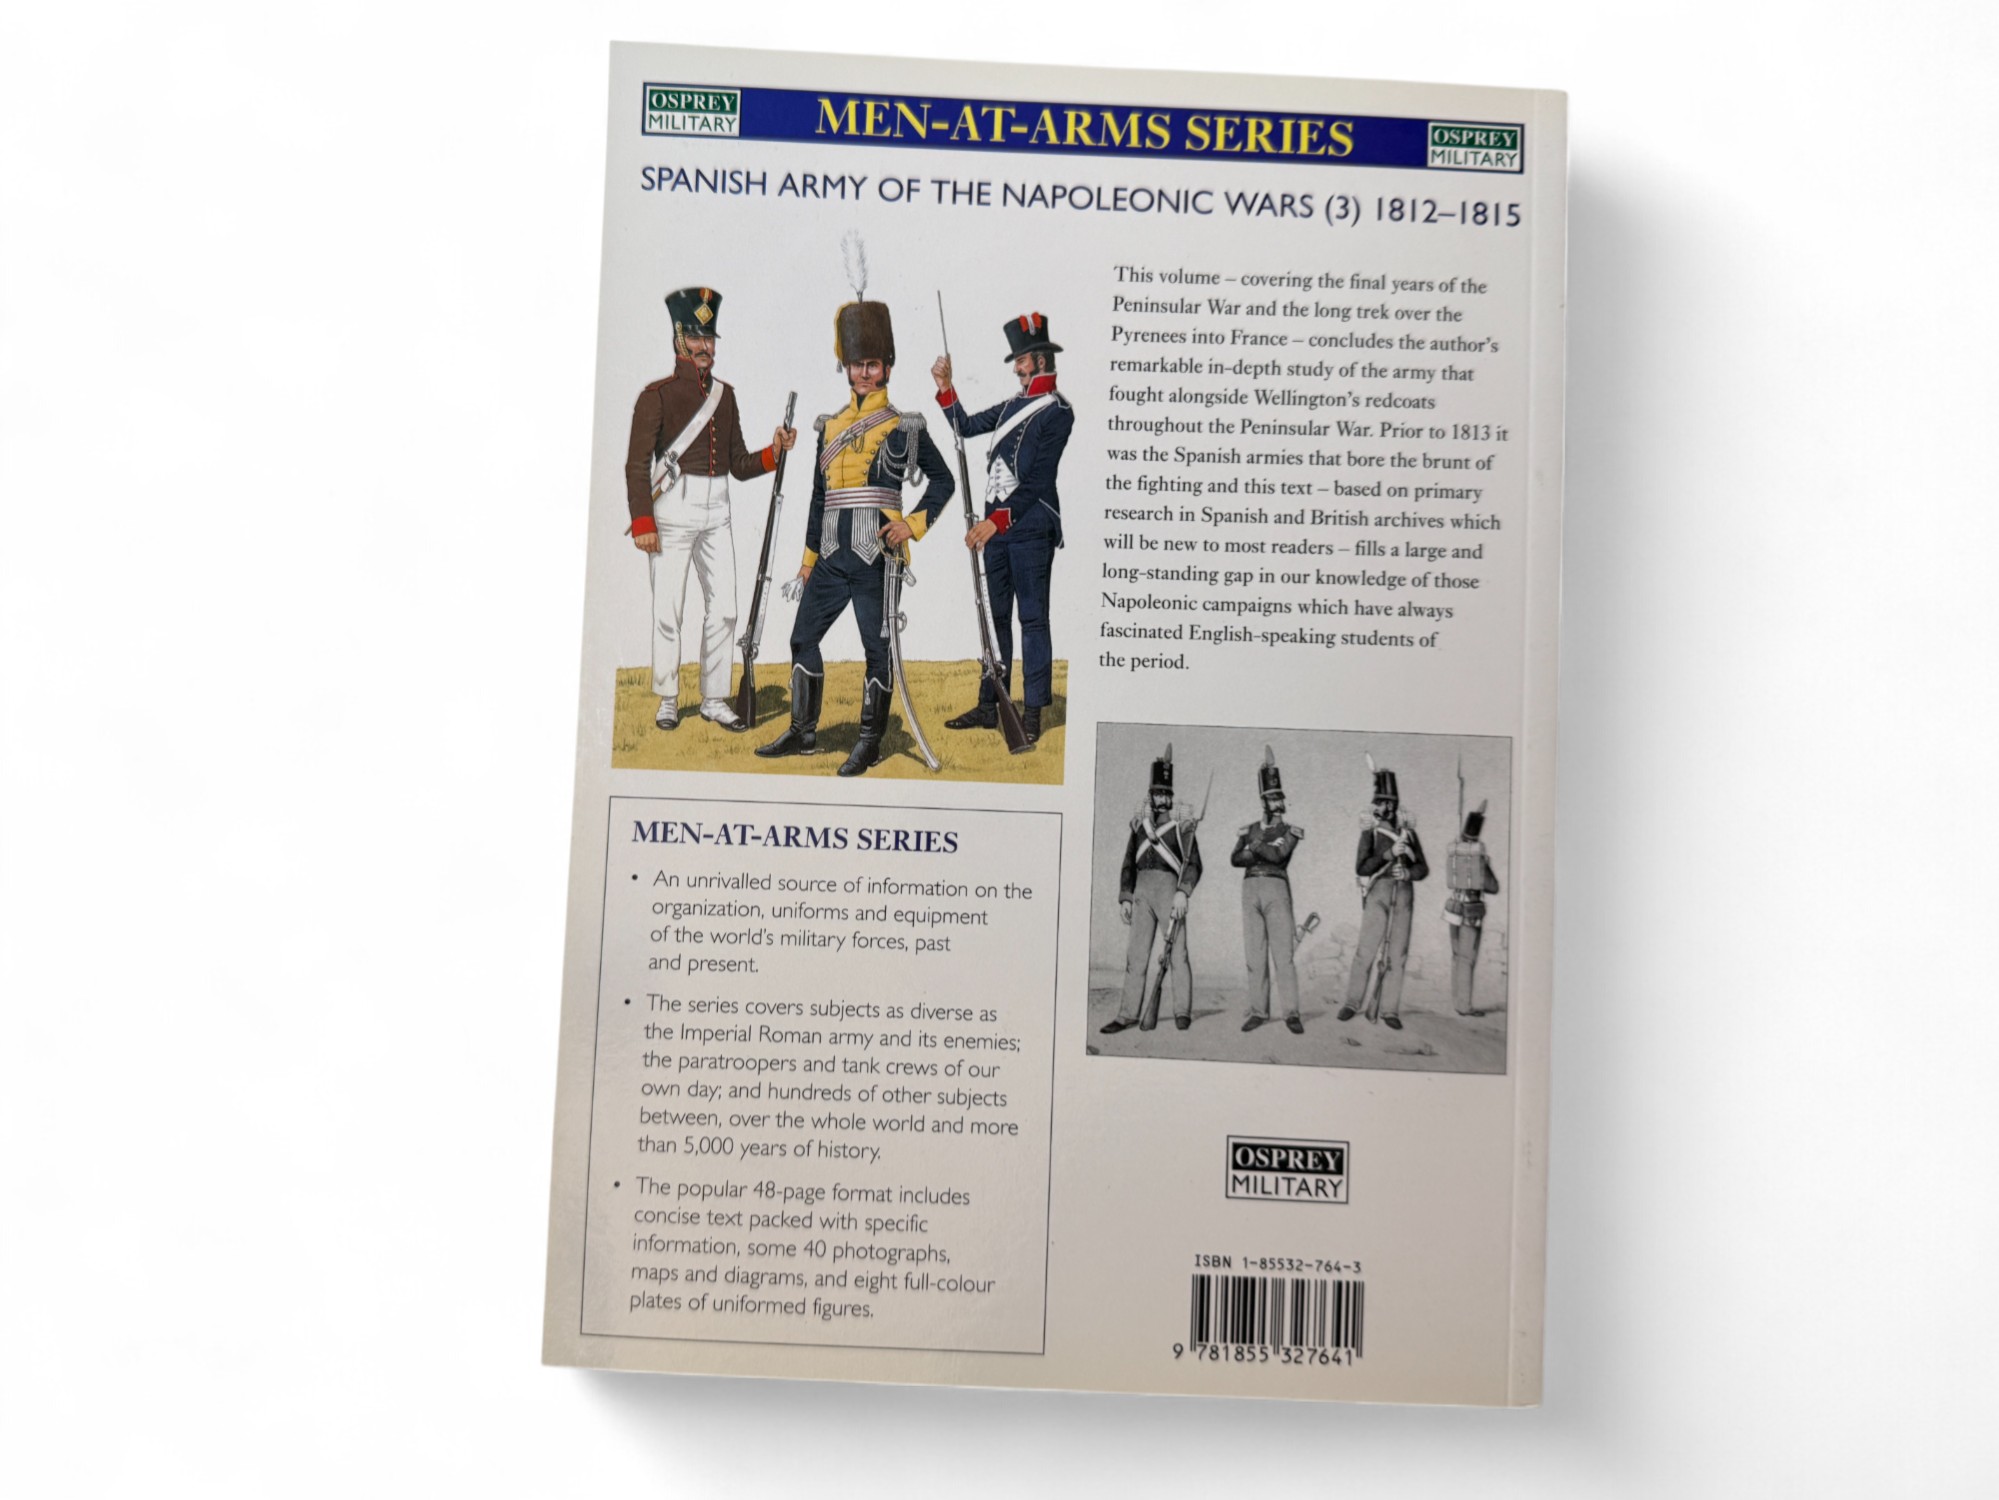 OSPREY
MILITARY
MEN-AT-ARMS SERIES
OSPREY
MILITARY
SPANISH ARMY OF THE NAPOLEONIC WARS (3) 1812–1815
This volume – covering the final years of the
Peninsular War and the long trek over the
Pyrenees into France – concludes the author's
remarkable in-depth study of the army that
fought alongside Wellington's redcoats
throughout the Peninsular War. Prior to 1813 it
was the Spanish armies that bore the brunt of
the fighting and this text – based on primary
research in Spanish and British archives which
will be new to most readers – fills a large and
long-standing gap in our knowledge of those
Napoleonic campaigns which have always
fascinated English-speaking students of
the period.
MEN-AT-ARMS SERIES
• An unrivalled source of information on the
organization, uniforms and equipment
of the world's military forces, past
and present.
• The series covers subjects as diverse as
the Imperial Roman army and its enemies;
the paratroopers and tank crews of our
own day; and hundreds of other subjects
between, over the whole world and more
than 5,000 years of history.
• The popular 48-page format includes
concise text packed with specific
information, some 40 photographs,
maps and diagrams, and eight full-colour
plates of uniformed figures.
OSPREY
MILITARY
ISBN 1-85532-764-3
9 781855 327641